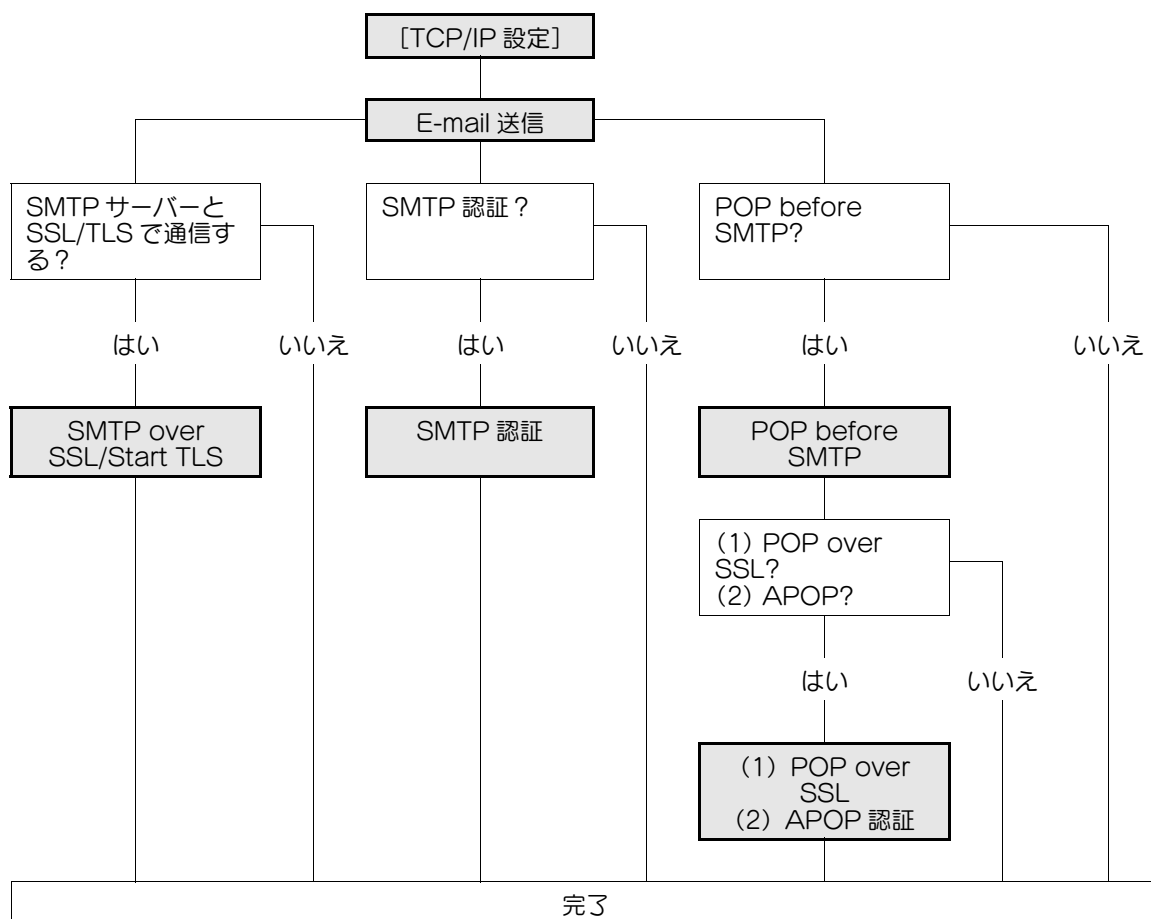 [TCP/IP 設定]
E-mail 送信
SMTP サーバーと
SSL/TLS で通信す
る？
SMTP 認証？
POP before
SMTP?
はい
いいえ
はい
いいえ
はい
いいえ
SMTP over
SSL/Start TLS
SMTP 認証
POP before
SMTP
(1) POP over
SSL?
(2) APOP?
はい
いいえ
(1) POP over
SSL
(2) APOP 認証
完了